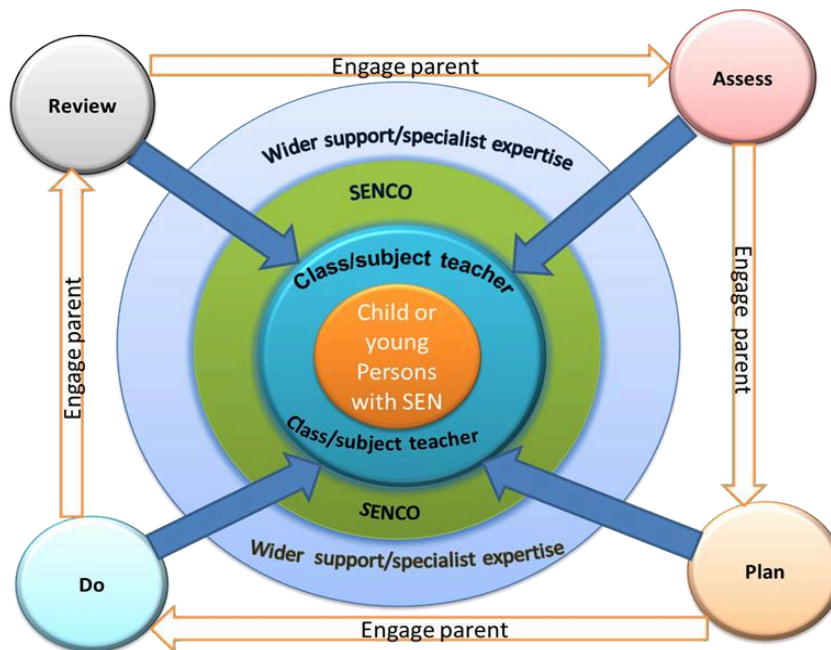 Engage parent
Review
Assess
Wider support/specialist expertise
SENCO
Class/subject teacher
Child or
young
Persons
with SEN
Class/subject teacher
SENCO
Wider support/specialist expertise
Engage parent
Engage parent
Do
Plan
Engage parent